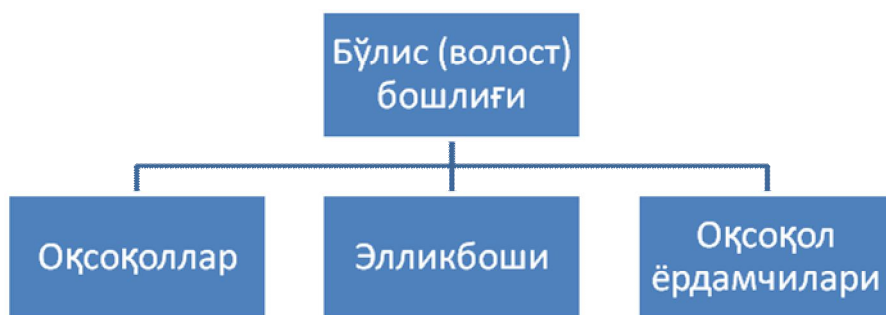 Бўлис (волост)
бошлиғи
Оқсоқоллар
Элликбоши
Оқсоқол
ёрдамчилари